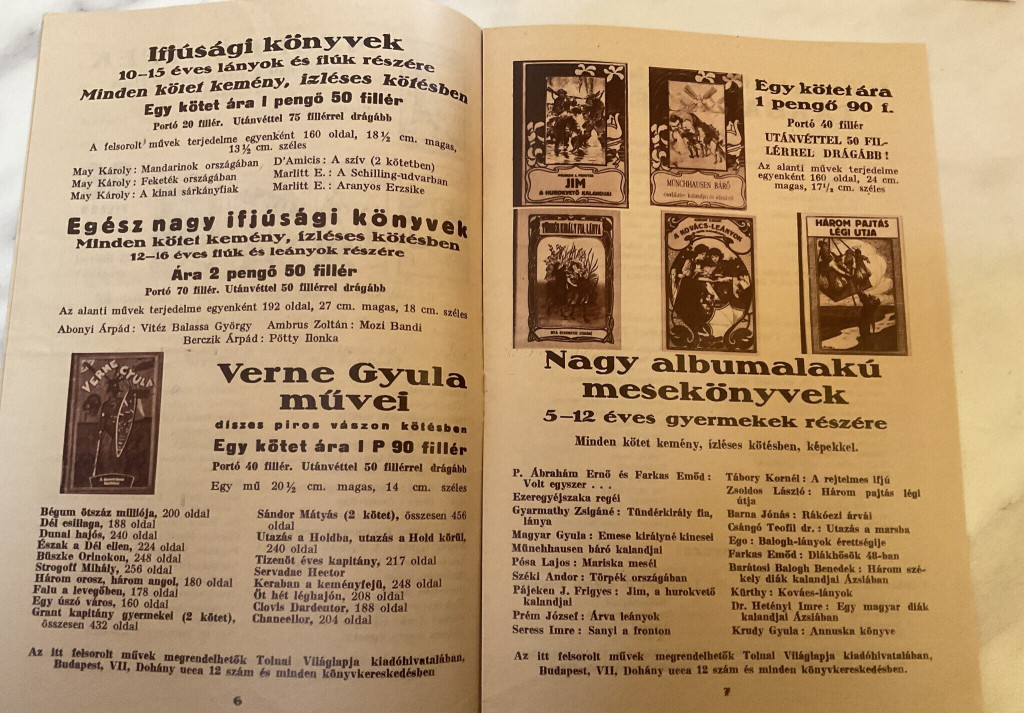 Ifjúsági könyvek
10–15 éves lányok és fiúk részére
Minden kötet kemény, ízléses kötésben
Egy kötet ára I pengő 50 fillér
Portó 20 fillér. Utánvéttel 75 fillérrel drágább
A felsorolt művek terjedelme egyenként 160 oldal, 18½ cm. magas,
13½ cm. széles
May Károly: Mandarinok országában
May Károly: Feketék országában
May Károly: A kinai sárkányfiak
D'Amicis: A szív (2 kötetben)
Marlitt E.: A Schilling-udvarban
Marlitt E.: Aranyos Erzsike
Egész nagy ifjúsági könyvek
Minden kötet kemény, ízléses kötésben
12–16 éves fiúk és leányok részére
Ára 2 pengő 50 fillér
Portó 70 fillér. Utánvéttel 50 fillérrel drágább
Az alanti művek terjedelme egyenként 192 oldal, 27 cm. magas, 18 cm. széles
Abonyi Árpád: Vitéz Balassa György
Ambrus Zoltán: Mozi Bandi
Berczik Árpád: Pötty Ilonka
VERNE GYULA
Verne Gyula
művei
díszes piros vászon kötésben
Egy kötet ára I P 90 fillér
Portó 40 fillér. Utánvéttel 50 fillérrel drágább
Egy mű 20½ cm. magas, 14 cm. széles
Bégum ötszáz milliója, 200 oldal
Dél csillaga, 188 oldal
Dunai hajós, 240 oldal
Észak a Dél ellen, 224 oldal
Büszke Orinokon, 248 oldal
Strogoff Mihály, 256 oldal
Három orosz, három angol, 180 oldal
Falu a levegőben, 178 oldal
Egy úszó város, 160 oldal
Grant kapitány gyermekei (2 kötet),
összesen 432 oldal
Sándor Mátyás (2 kötet), összesen 456
oldal
Utazás a Holdba, utazás a Hold körül,
240 oldal
Tizenöt éves kapitány, 217 oldal
Servadac Hector
Keraban a keményfejű, 248 oldal
Öt hét léghajón, 208 oldal
Clovis Dardentor, 188 oldal
Chancellor, 204 oldal
Az itt felsorolt művek megrendelhetők Tolnai Világlapja kiadóhivatalában,
Budapest, VII, Dohány ucca 12 szám és minden könyvkereskedésben
6
JIM
A HUROKVETŐ KALANDJAI
MÜNCHHAUSEN BÁRÓ
Egy kötet ára
1 pengő 90 f.
Portó 40 fillér
UTÁNVÉTTEL 50 FIL-
LÉRREL DRÁGÁBB!
Az alanti művek terjedelme
egyenként 160 oldal, 24 cm.
magas, 17½ cm. széles
TÜNDÉR KIRÁLY FIA, LÁNYA
A KOVÁCS-LEÁNYOK
HÁROM PAJTÁS
LÉGI UTJA
Nagy albumalakú
mesekönyvek
5–12 éves gyermekek részére
Minden kötet kemény, ízléses kötésben, képekkel.
P. Ábrahám Ernő és Farkas Emőd:
Volt egyszer . . .
Ezeregyéjszaka regéi
Gyarmathy Zsigáné: Tündérkirály fia,
lánya
Magyar Gyula: Emese királyné kincsei
Münchhausen báró kalandjai
Pósa Lajos: Mariska mesél
Széki Andor: Törpék országában
Pájeken J. Frigyes: Jim, a hurokvető
kalandjai
Prém József: Árva leányok
Seress Imre: Sanyi a fronton
Tábory Kornél: A rejtelmes ifjú
Zsoldos László: Három pajtás légi
útja
Barna Jónás: Rákóczi árvái
Csángó Teofil dr.: Utazás a marsba
Ego: Balogh-lányok érettségije
Farkas Emőd: Diákhősök 48-ban
Barátosi Balogh Benedek: Három szé-
kely diák kalandjai Ázsiában
Kürthy: Kovács-lányok
Dr. Hetényi Imre: Egy magyar diák
kalandjai Ázsiában
Krudy Gyula: Annuska könyve
Az itt felsorolt művek megrendelhetők Tolnai Világlapja kiadóhivatalában,
Budapest, VII, Dohány ucca 12 szám és minden könyvkereskedésben.
7